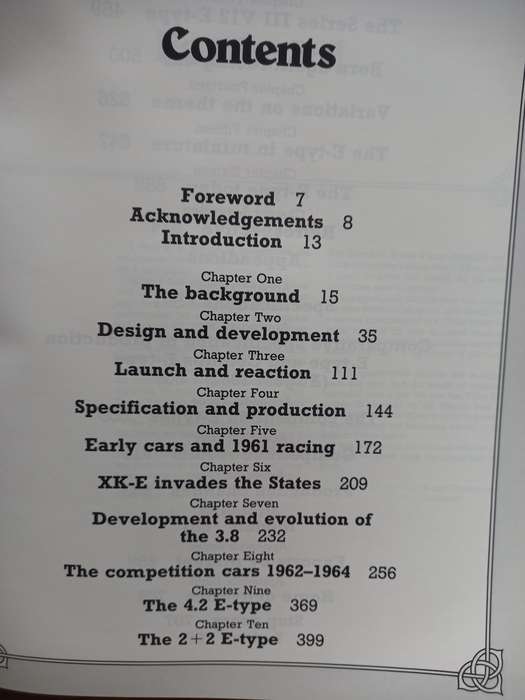 Contents
Foreword 7
Acknowledgements 8
Introduction 13
Chapter One
The background 15
Chapter Two
Design and development 35
Chapter Three
Launch and reaction 111
Chapter Four
Specification and production 144
Chapter Five
Early cars and 1961 racing 172
Chapter Six
XK-E invades the States 209
Chapter Seven
Development and evolution of
the 3.8 232
Chapter Eight
The competition cars 1962–1964 256
Chapter Nine
The 4.2 E-type 369
Chapter Ten
The 2+2 E-type 399